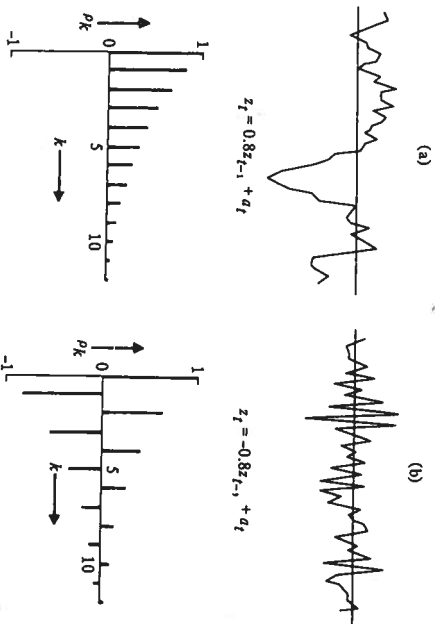 (a)
z_t = 0.8z_{t-1} + a_t
ρ_k
1
0
-1
5
10
k
(b)
z_t = -0.8z_{t-1} + a_t
ρ_k
1
0
-1
5
10
k